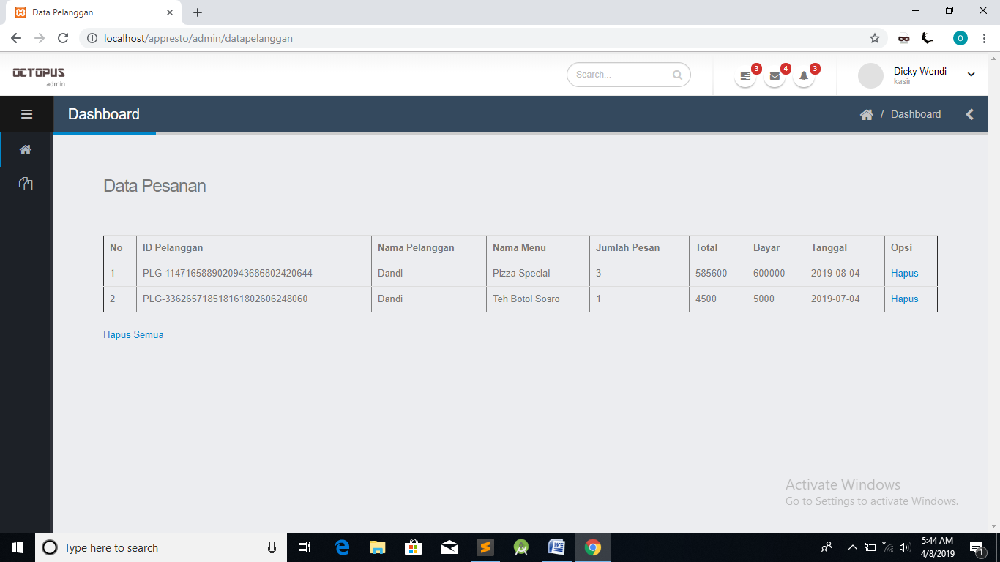 Data Pelanggan
localhost/appresto/admin/datapelanggan
O
OCTOPUS
admin
Search...
3
4
3
Dicky Wendi
kasir
Dashboard
/ Dashboard
Data Pesanan
No ID Pelanggan Nama Pelanggan Nama Menu Jumlah Pesan Total Bayar Tanggal Opsi
1 PLG-1147165889020943686802420644 Dandi Pizza Special 3 585600 600000 2019-08-04 Hapus
2 PLG-336265718518161802606248060 Dandi Teh Botol Sosro 1 4500 5000 2019-07-04 Hapus
Hapus Semua
Activate Windows
Go to Settings to activate Windows.
Type here to search
5:44 AM
4/8/2019
1